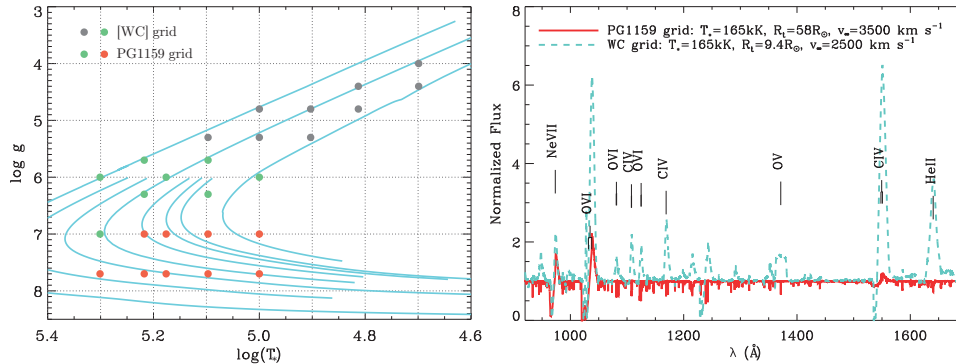 [WC] grid
PG1159 grid
3
4
5
6
7
8
log g
5.4
5.2
5.0
4.8
4.6
log(T*)
PG1159 grid: T*=165kK, Rt=58R⊙, v∞=3500 km s-1
WC grid: T*=165kK, Rt=9.4R⊙, v∞=2500 km s-1
8
6
4
2
0
Normalized Flux
NeVII
OVI
OVI
CIV
OVI
CIV
OV
CIV
HeII
1000
1200
1400
1600
λ (Å)